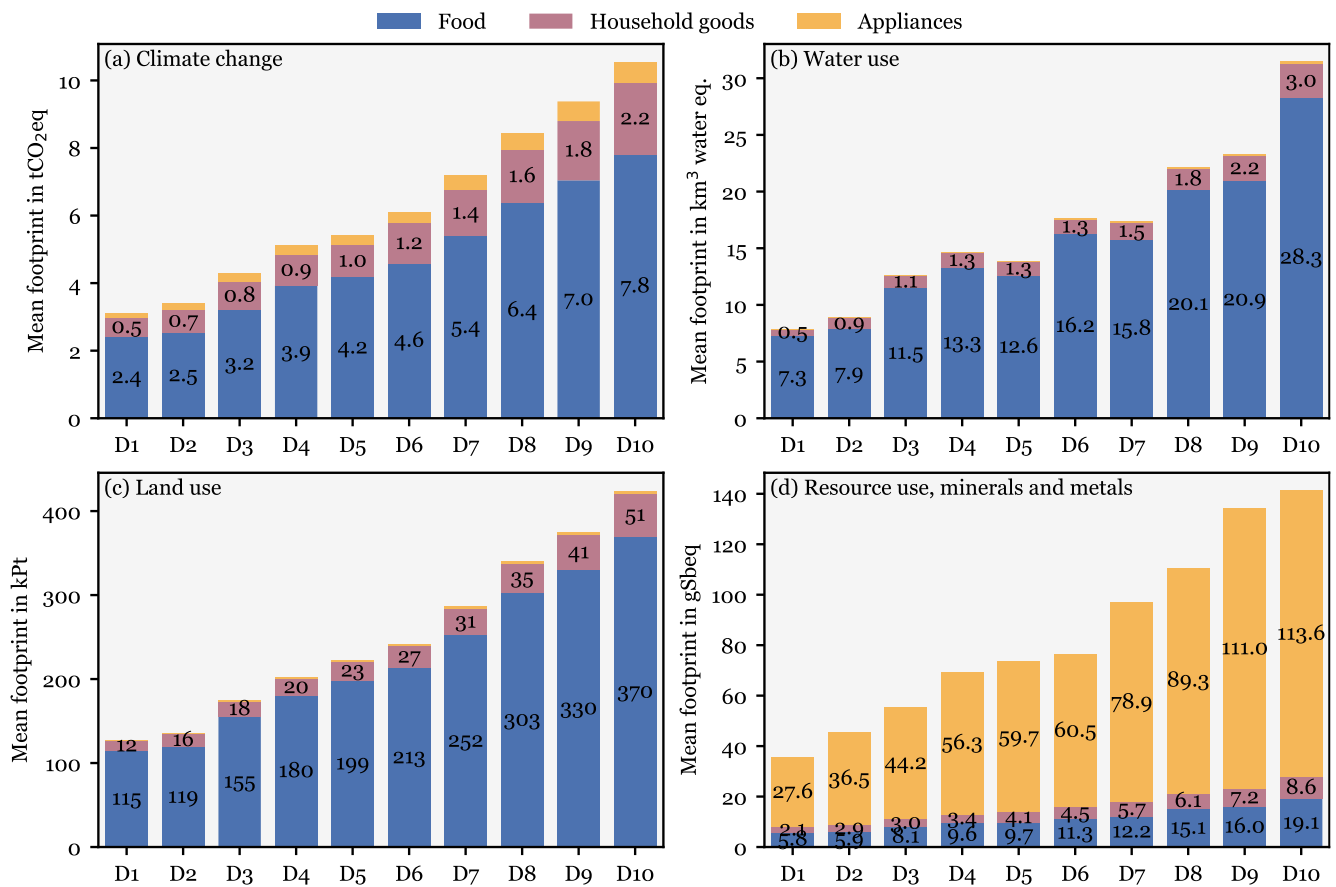 Food Household goods Appliances
(a) Climate change
Mean footprint in tCO₂eq
10
8
6
4
2
0
0.5 0.7 0.8 0.9 1.0 1.2 1.4 1.6 1.8 2.2
2.4 2.5 3.2 3.9 4.2 4.6 5.4 6.4 7.0 7.8
D1 D2 D3 D4 D5 D6 D7 D8 D9 D10
(b) Water use
Mean footprint in km³ water eq.
30
25
20
15
10
5
0
0.5 0.9 1.1 1.3 1.3 1.3 1.5 1.8 2.2 3.0
7.3 7.9 11.5 13.3 12.6 16.2 15.8 20.1 20.9 28.3
D1 D2 D3 D4 D5 D6 D7 D8 D9 D10
(c) Land use
Mean footprint in kPt
400
300
200
100
0
12 16 18 20 23 27 31 35 41 51
115 119 155 180 199 213 252 303 330 370
D1 D2 D3 D4 D5 D6 D7 D8 D9 D10
(d) Resource use, minerals and metals
Mean footprint in gSbeq
140
120
100
80
60
40
20
0
27.6 36.5 44.2 56.3 59.7 60.5 78.9 89.3 111.0 113.6
2.1 2.9 3.0 3.4 4.1 4.5 5.7 6.1 7.2 8.6
5.8 5.9 8.1 9.6 9.7 11.3 12.2 15.1 16.0 19.1
D1 D2 D3 D4 D5 D6 D7 D8 D9 D10